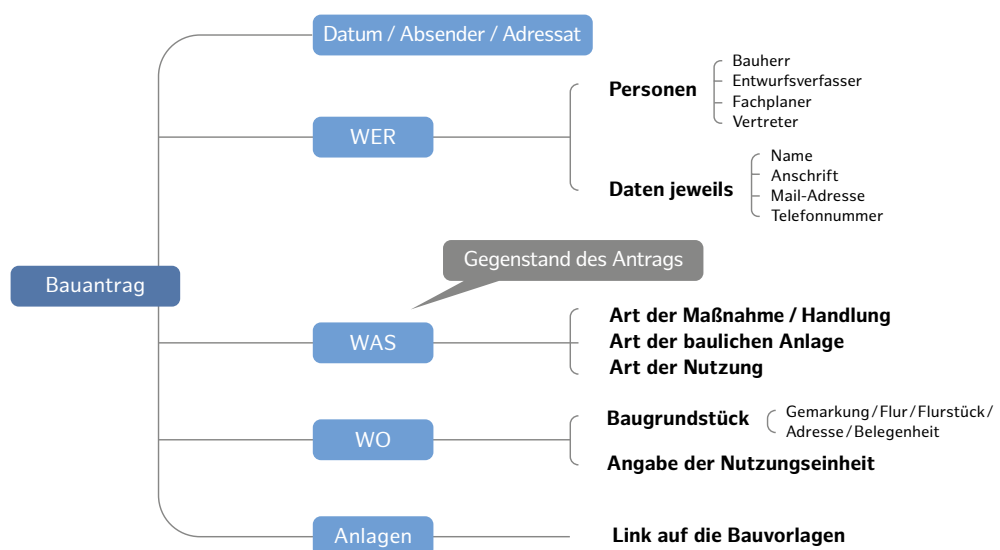 Datum / Absender / Adressat
Personen
Bauherr
Entwurfsverfasser
Fachplaner
Vertreter
WER
Daten jeweils
Name
Anschrift
Mail-Adresse
Telefonnummer
Gegenstand des Antrags
Bauantrag
WAS
Art der Maßnahme / Handlung
Art der baulichen Anlage
Art der Nutzung
WO
Baugrundstück
Gemarkung / Flur / Flurstück /
Adresse / Belegenheit
Angabe der Nutzungseinheit
Anlagen
Link auf die Bauvorlagen